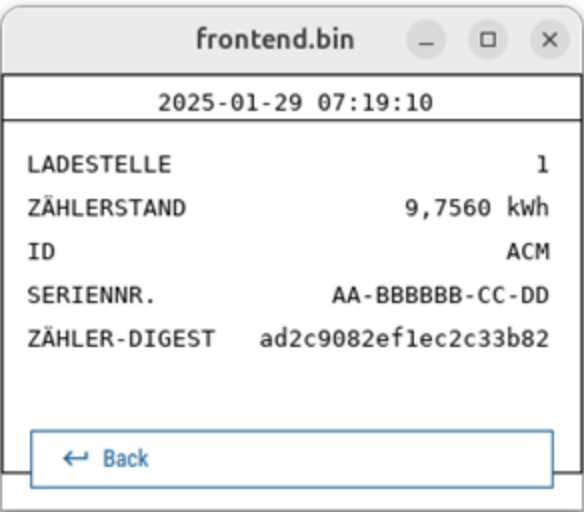 frontend.bin
2025-01-29 07:19:10
LADESTELLE 1
ZÄHLERSTAND 9,7560 kWh
ID ACM
SERIENNR. AA-BBBBBB-CC-DD
ZÄHLER-DIGEST ad2c9082ef1ec2c33b82
Back